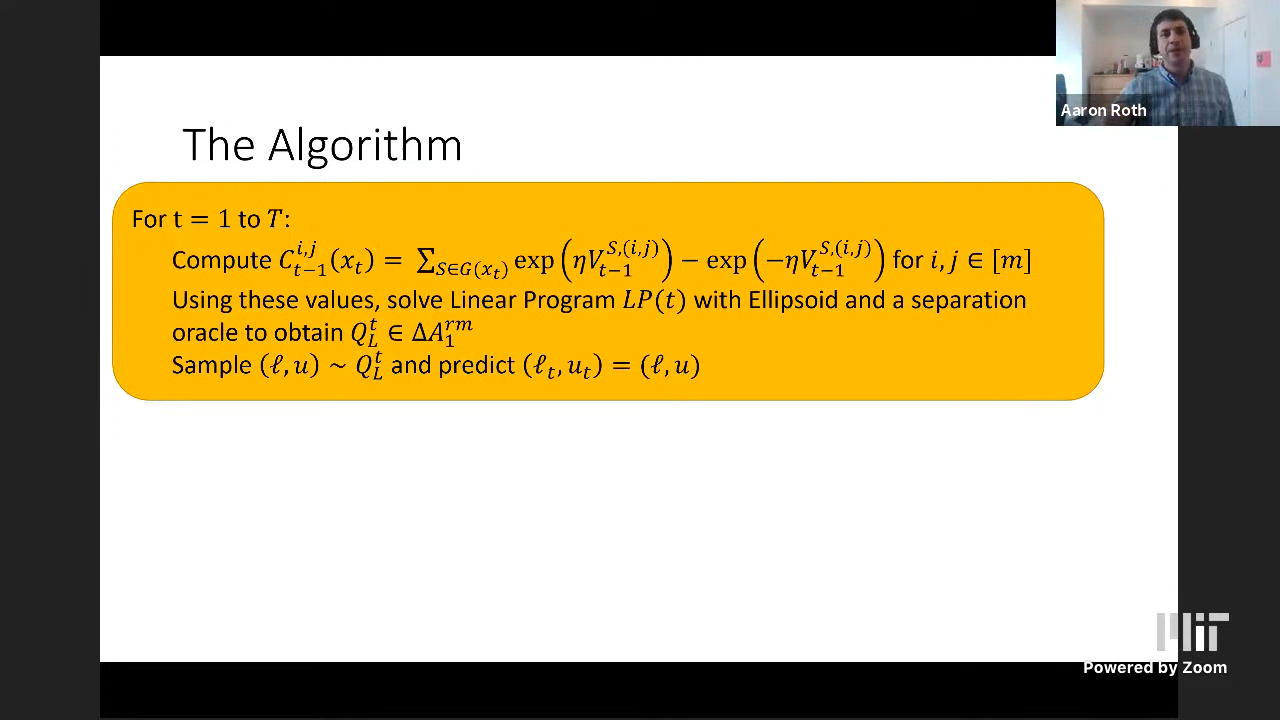 Aaron Roth
The Algorithm
For t = 1 to T:
Compute C_{t-1}^{i,j}(x_t) = ∑_{S∈G(x_t)} exp(ηV_{t-1}^{S,(i,j)}) − exp(−ηV_{t-1}^{S,(i,j)}) for i, j ∈ [m]
Using these values, solve Linear Program LP(t) with Ellipsoid and a separation
oracle to obtain Q_L^t ∈ ΔA_1^{rm}
Sample (ℓ, u) ~ Q_L^t and predict (ℓ_t, u_t) = (ℓ, u)
MIT
Powered by Zoom